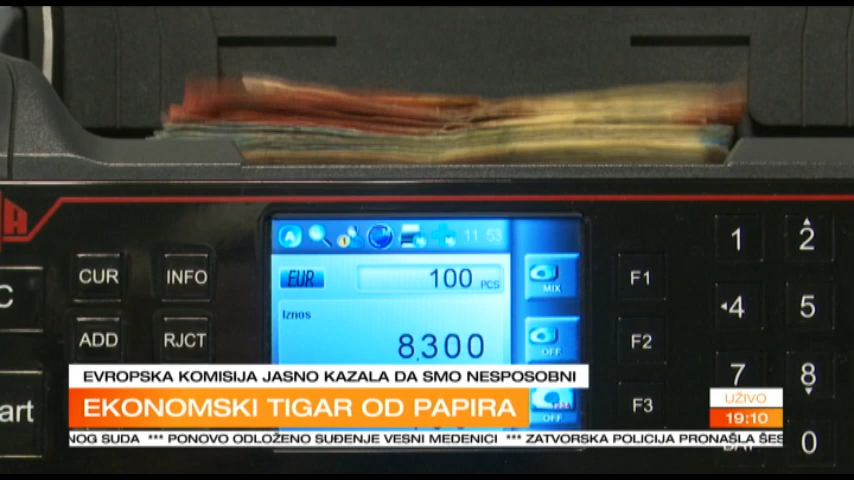 A
11 53
EUR 100 PCS
MIX
Iznos
8,300
OFF
OFF
CUR INFO
ADD RJCT
C
art
F1
F2
F3
1 2
4 5
7 8
0
EVROPSKA KOMISIJA JASNO KAZALA DA SMO NESPOSOBNI
EKONOMSKI TIGAR OD PAPIRA
UŽIVO
19:10
NOG SUDA *** PONOVO ODLOŽENO SUĐENJE VESNI MEDENICI *** ZATVORSKA POLICIJA PRONAŠLA ŠES